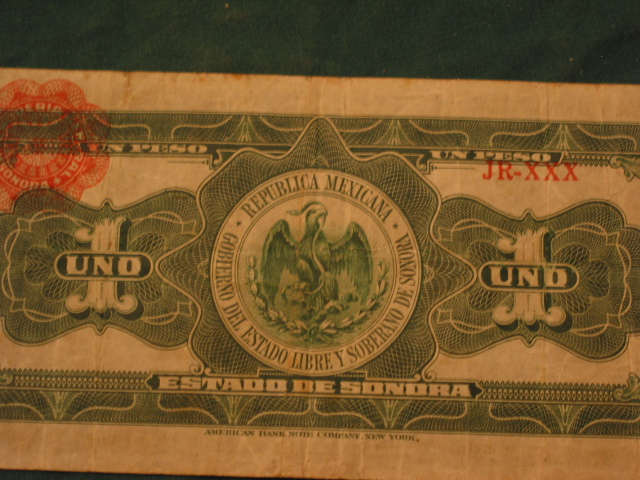 UN PESO
UN PESO
JR-XXX
REPUBLICA MEXICANA
GOBIERNO DEL ESTADO LIBRE Y SOBERANO DE SONORA
UNO
UNO
ESTADO DE SONORA
AMERICAN BANK NOTE COMPANY, NEW YORK.